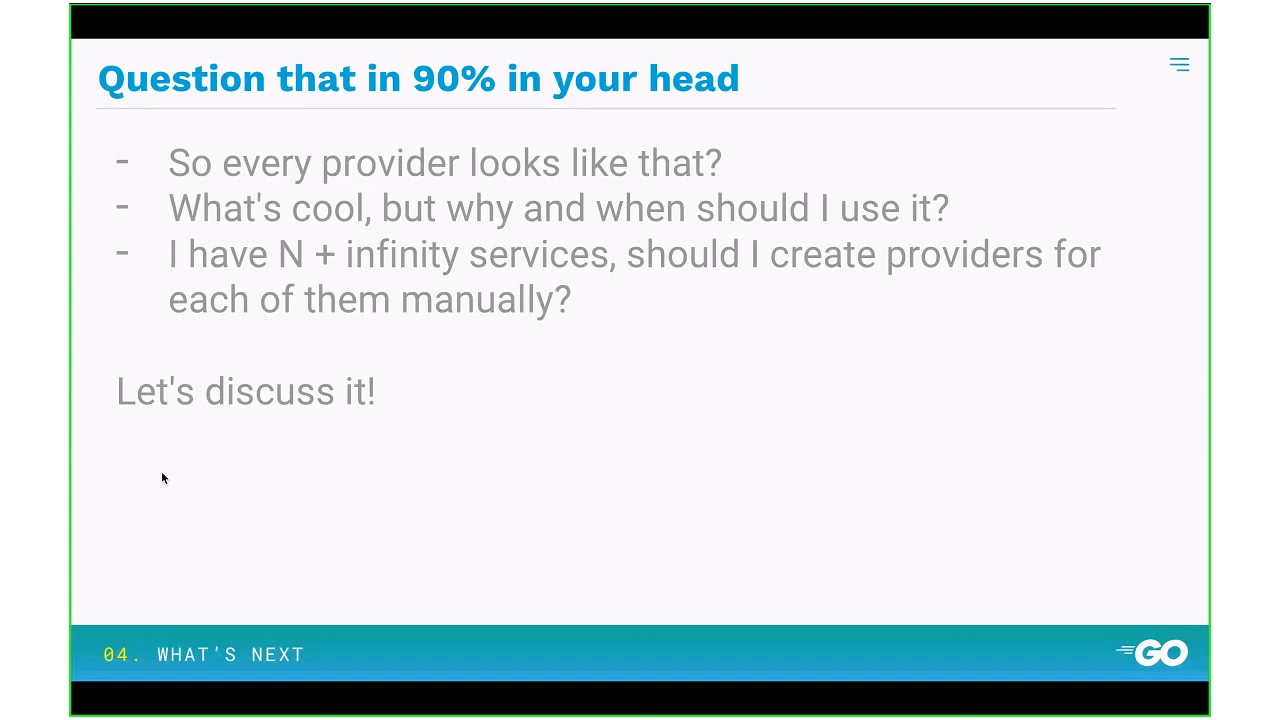 Question that in 90% in your head
- So every provider looks like that?
- What's cool, but why and when should I use it?
- I have N + infinity services, should I create providers for
each of them manually?
Let's discuss it!
04. WHAT'S NEXT
GO